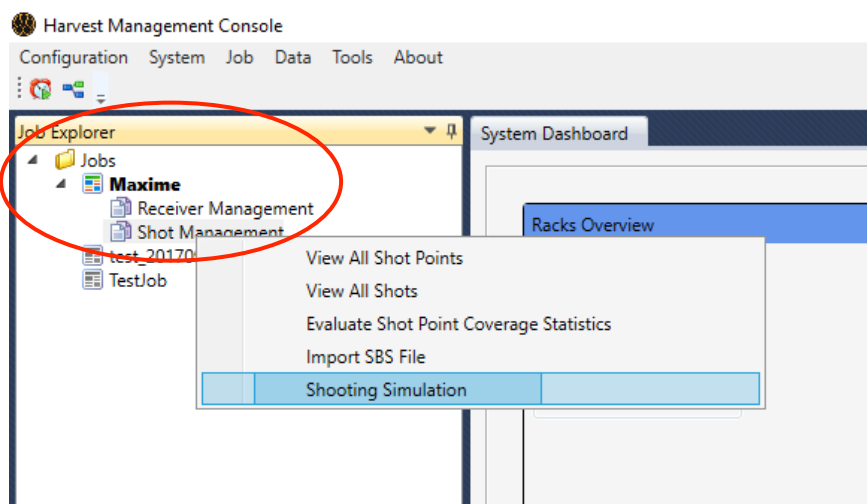 Harvest Management Console
Configuration System Job Data Tools About
Job Explorer
System Dashboard
Jobs
Maxime
Receiver Management
Racks Overview
Shot Management
View All Shot Points
TestJob
View All Shots
Evaluate Shot Point Coverage Statistics
Import SBS File
Shooting Simulation